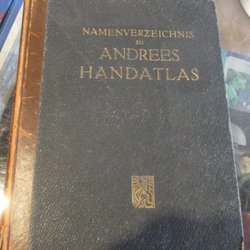 NAMENVERZEICHNIS
ZU
ANDREES
HANDATLAS